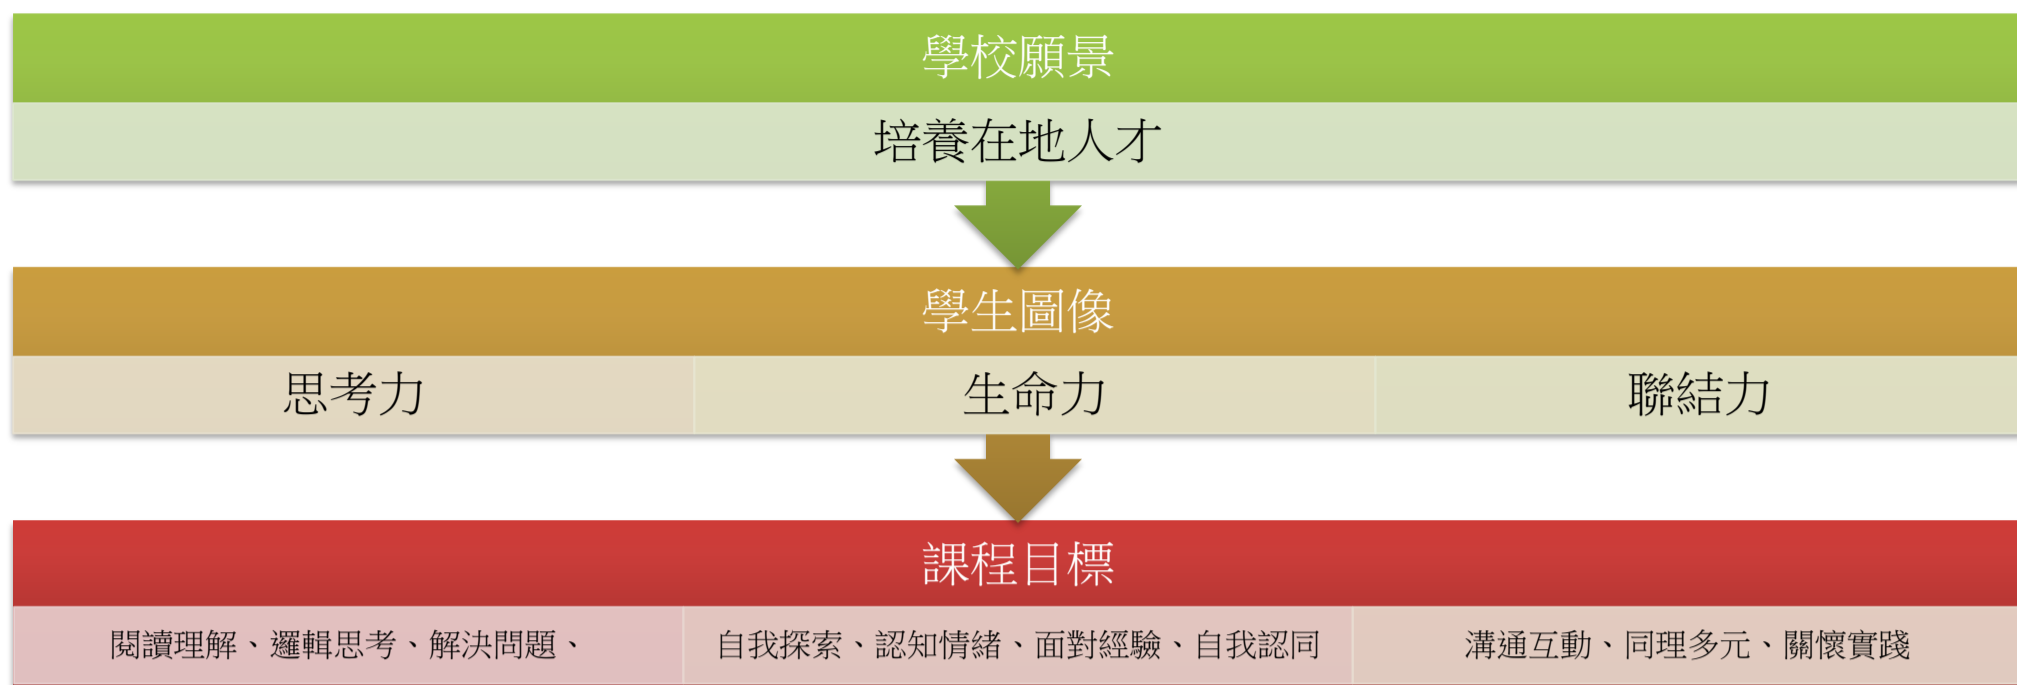 學校願景
培養在地人才
學生圖像
思考力 生命力 聯結力
課程目標
閱讀理解、邏輯思考、解決問題、 自我探索、認知情緒、面對經驗、自我認同 溝通互動、同理多元、關懷實踐